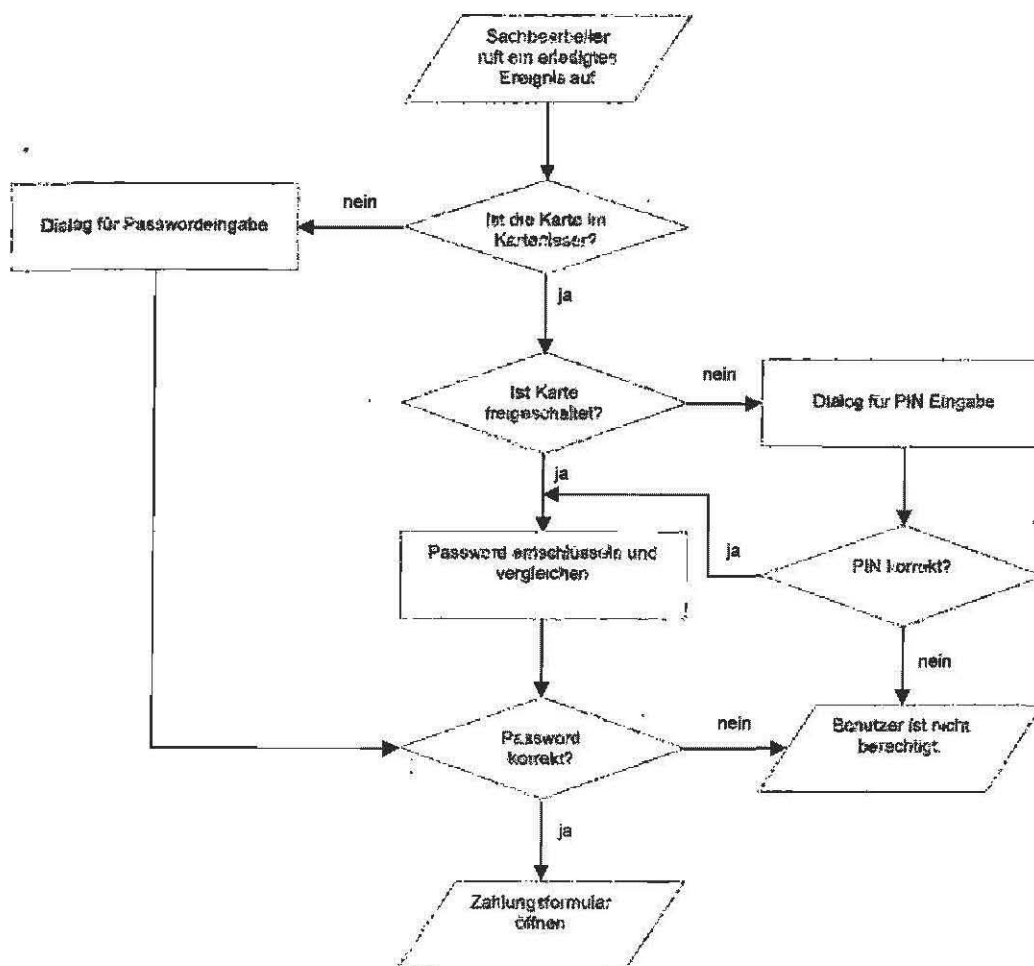 Sachbearbeiter
ruft ein erledigtes
Ereignis auf
nein
Dialog für Passwordeingabe
Ist die Karte im
Kartenleser?
ja
nein
Ist Karte
freigeschaltet?
Dialog für PIN Eingabe
ja
Password entschlüsseln und
vergleichen
ja
PIN korrekt?
nein
Password
korrekt?
nein
Benutzer ist nicht
berechtigt.
ja
Zahlungsformular
öffnen